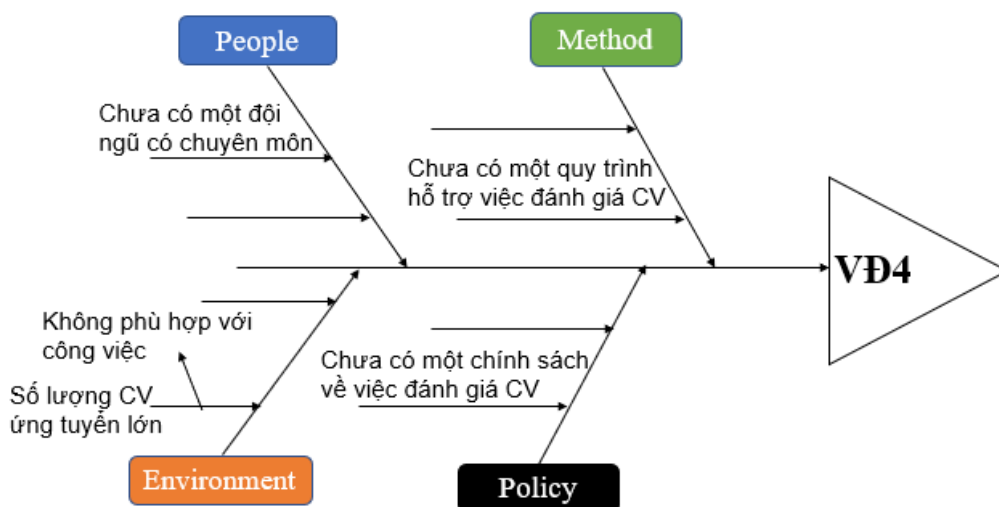 People
Method
Chưa có một đội
ngũ có chuyên môn
Chưa có một quy trình
hỗ trợ việc đánh giá CV
VĐ4
Không phù hợp với
công việc
Số lượng CV
ứng tuyển lớn
Chưa có một chính sách
về việc đánh giá CV
Environment
Policy